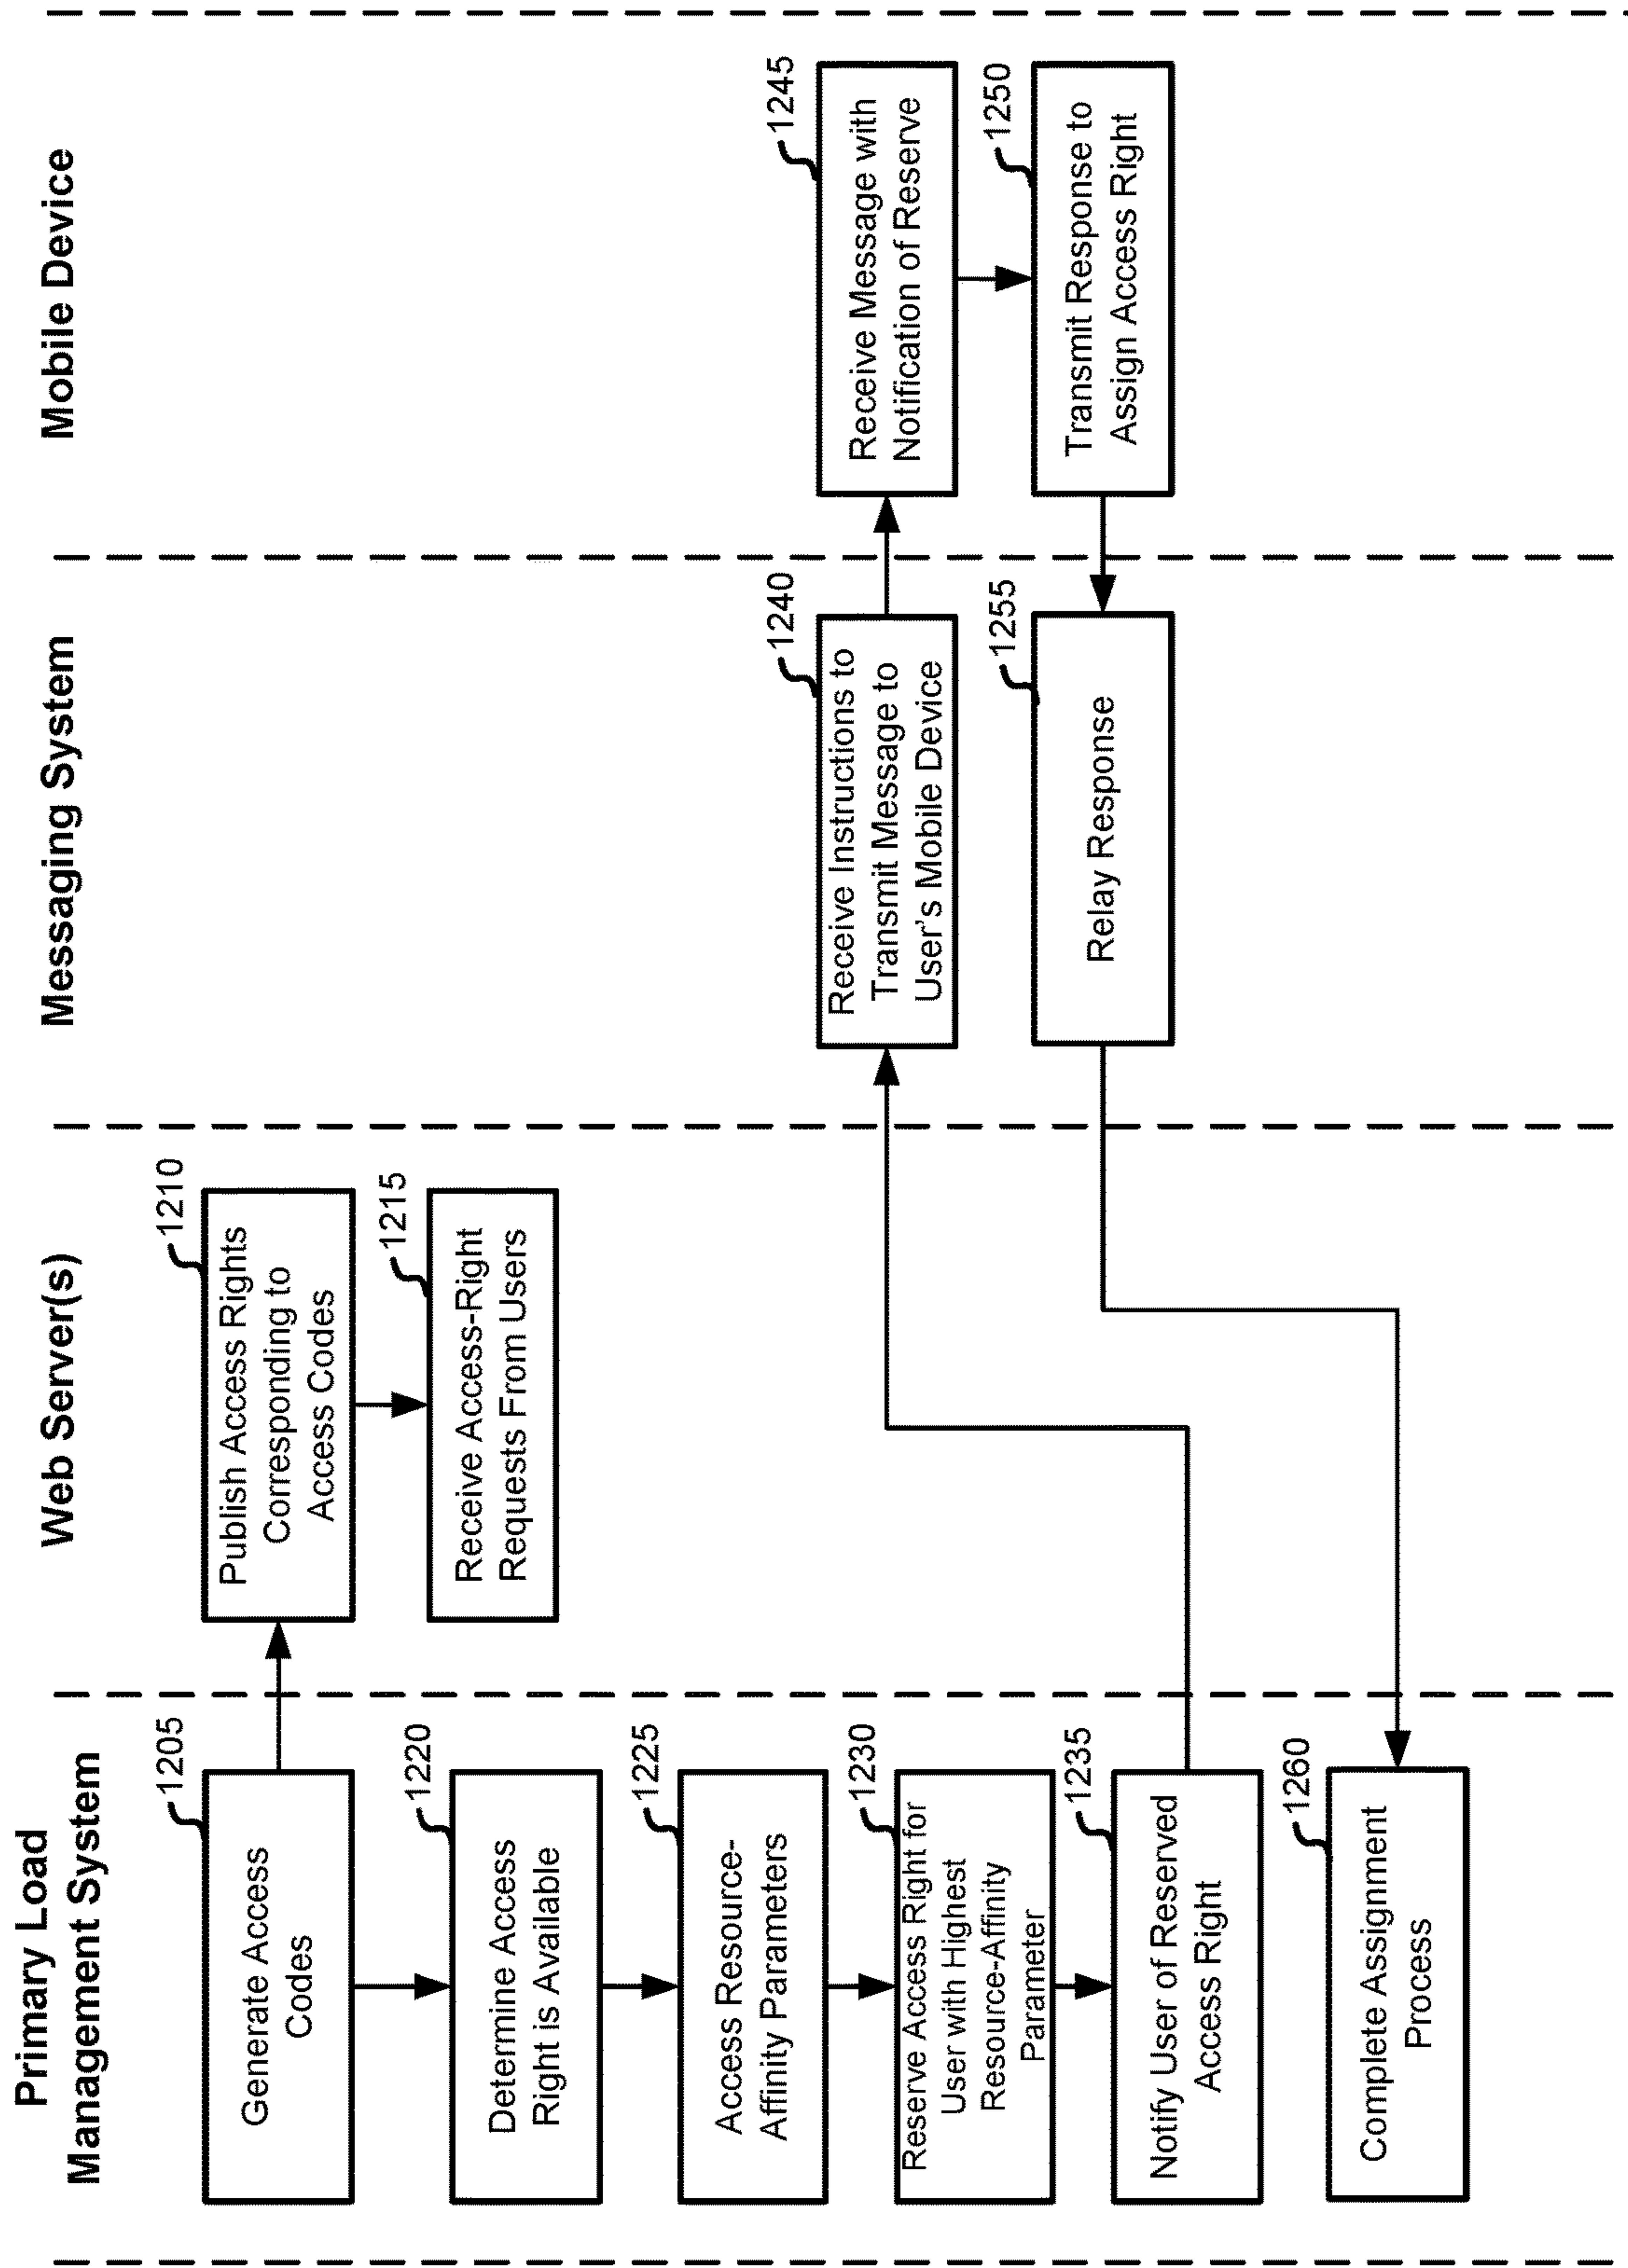 Primary Load
Management System
Web Server(s)
Messaging System
Mobile Device
1205
Generate Access
Codes
1210
Publish Access Rights
Corresponding to
Access Codes
1215
Receive Access-Right
Requests From Users
1220
Determine Access
Right is Available
1225
Access Resource-
Affinity Parameters
1230
Reserve Access Right for
User with Highest
Resource-Affinity
Parameter
1235
Notify User of Reserved
Access Right
1240
Receive Instructions to
Transmit Message to
User's Mobile Device
1245
Receive Message with
Notification of Reserve
1250
Transmit Response to
Assign Access Right
1255
Relay Response
1260
Complete Assignment
Process